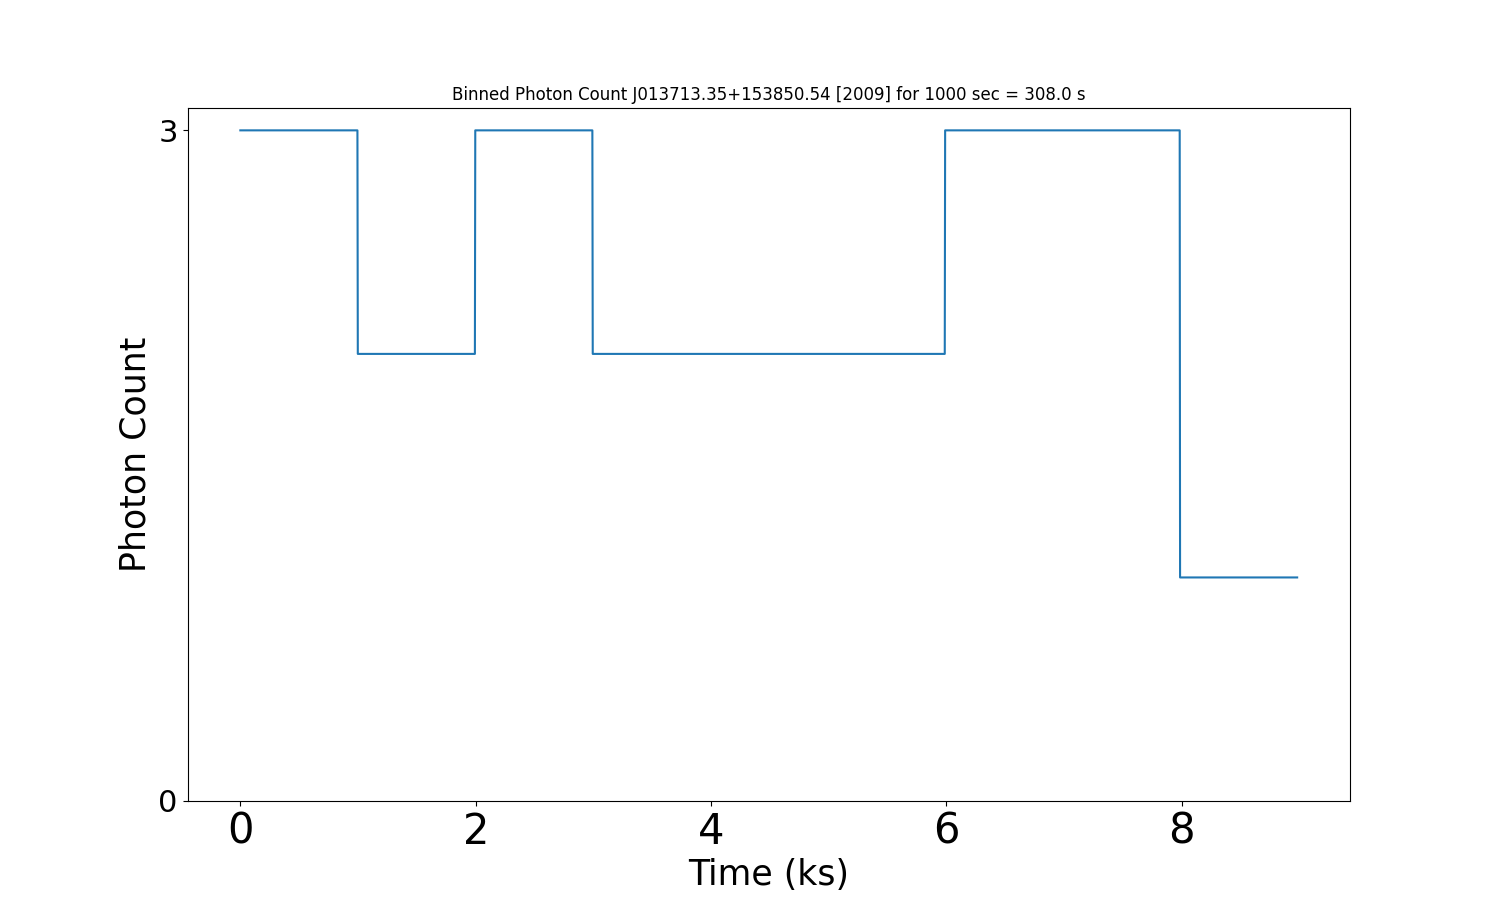 Binned Photon Count J013713.35+153850.54 [2009] for 1000 sec = 308.0 s
3
0
Photon Count
0 2 4 6 8
Time (ks)